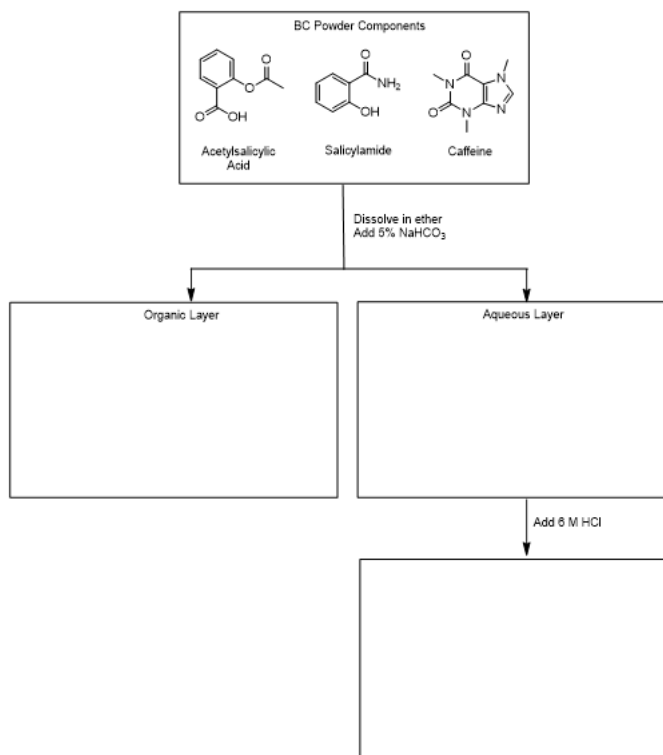 BC Powder Components
O
O
OH
O
O
NH₂
OH
O
N
N
O
N
N
Acetylsalicylic
Acid
Salicylamide
Caffeine
Dissolve in ether
Add 5% NaHCO₃
Organic Layer
Aqueous Layer
Add 6 M HCl